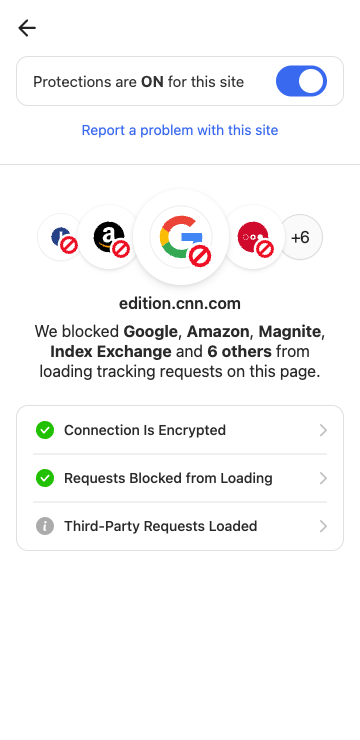 Protections are ON for this site
Report a problem with this site
+6
edition.cnn.com
We blocked Google, Amazon, Magnite,
Index Exchange and 6 others from
loading tracking requests on this page.
Connection Is Encrypted
Requests Blocked from Loading
Third-Party Requests Loaded